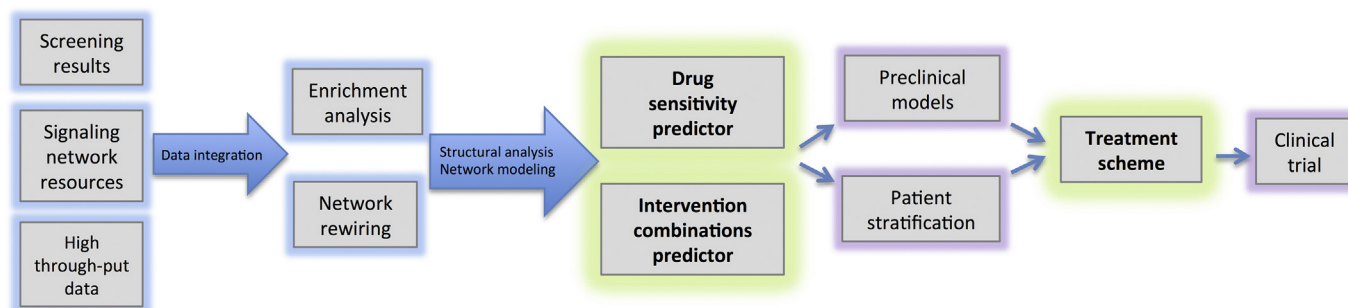 Screening
results
Signaling
network
resources
High
through-put
data
Data integration
Enrichment
analysis
Network
rewiring
Structural analysis
Network modeling
Drug
sensitivity
predictor
Intervention
combinations
predictor
Preclinical
models
Patient
stratification
Treatment
scheme
Clinical
trial